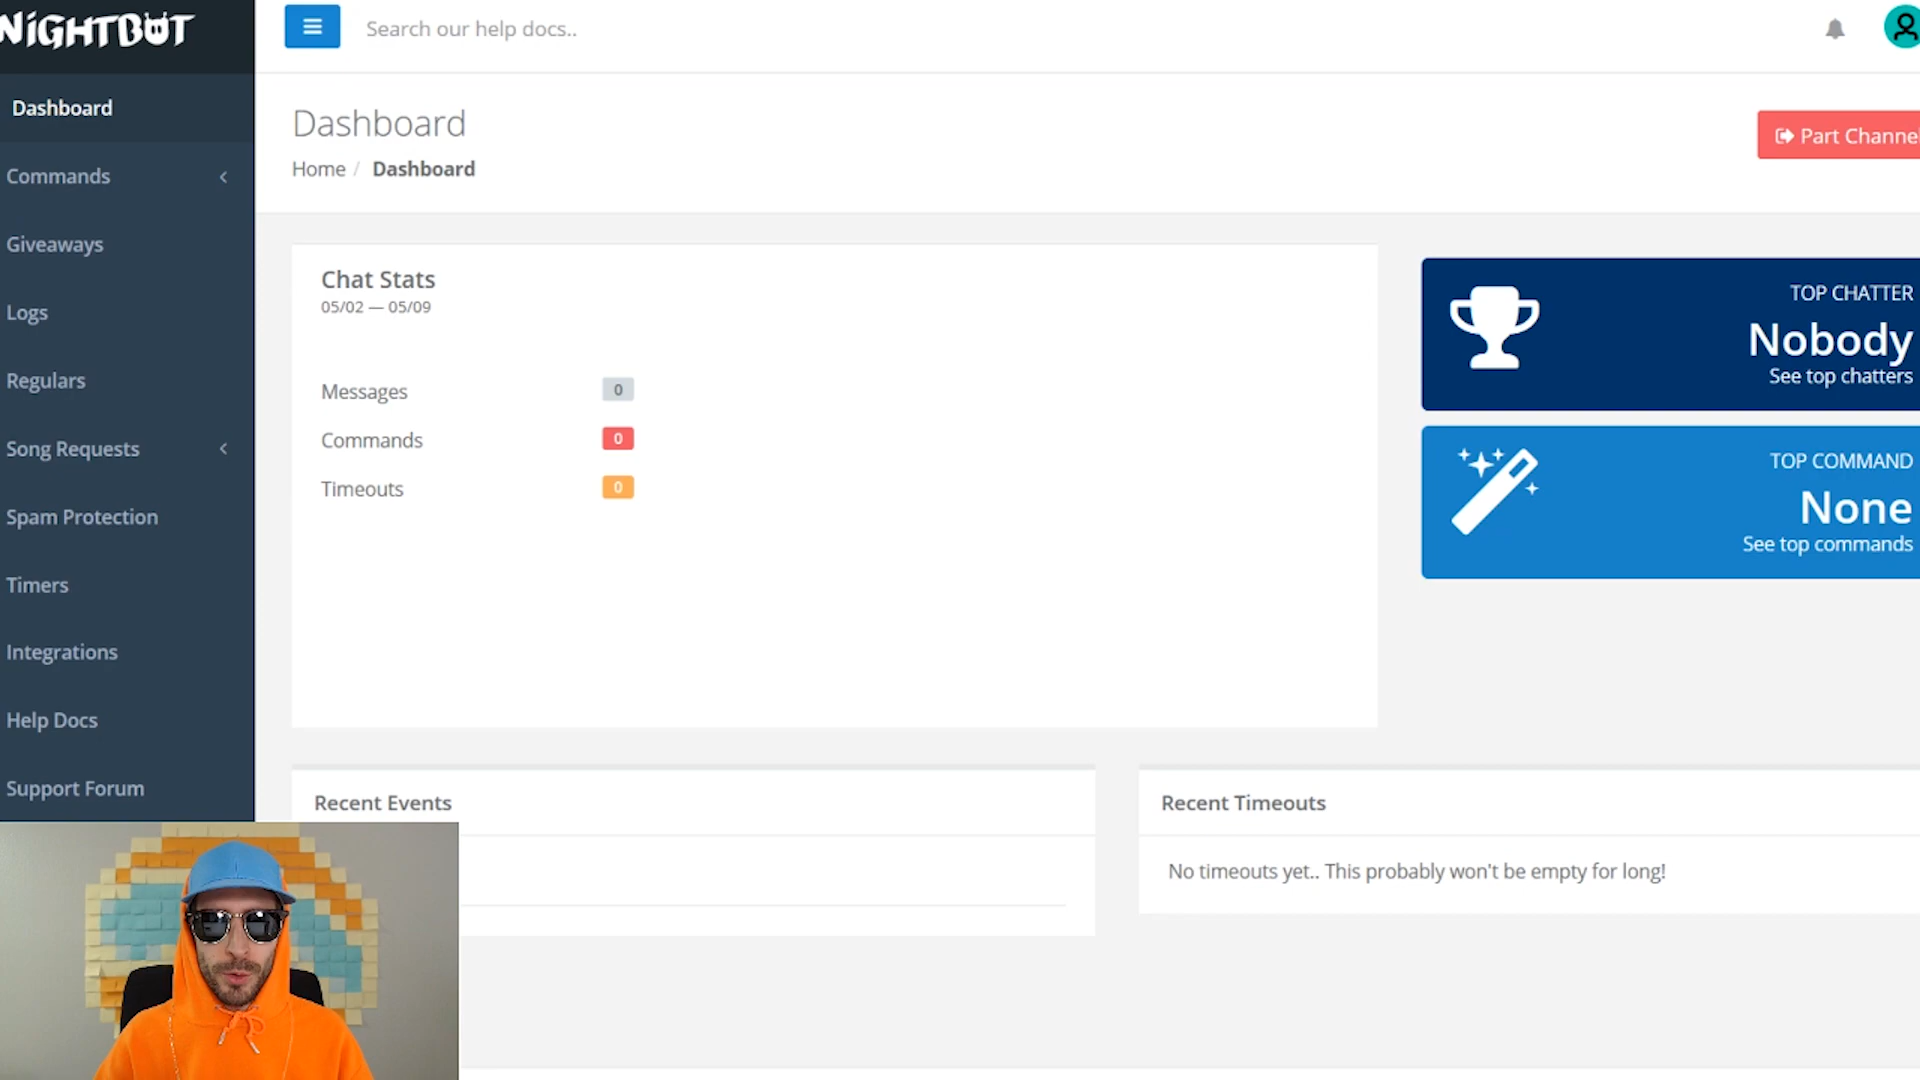 NiGHTBOT
Search our help docs..
Dashboard
Commands
Giveaways
Logs
Regulars
Song Requests
Spam Protection
Timers
Integrations
Help Docs
Support Forum
Dashboard
Home / Dashboard
Part Channel
Chat Stats
05/02 — 05/09
Messages 0
Commands 0
Timeouts 0
TOP CHATTER
Nobody
See top chatters
TOP COMMAND
None
See top commands
Recent Events
Recent Timeouts
No timeouts yet.. This probably won't be empty for long!